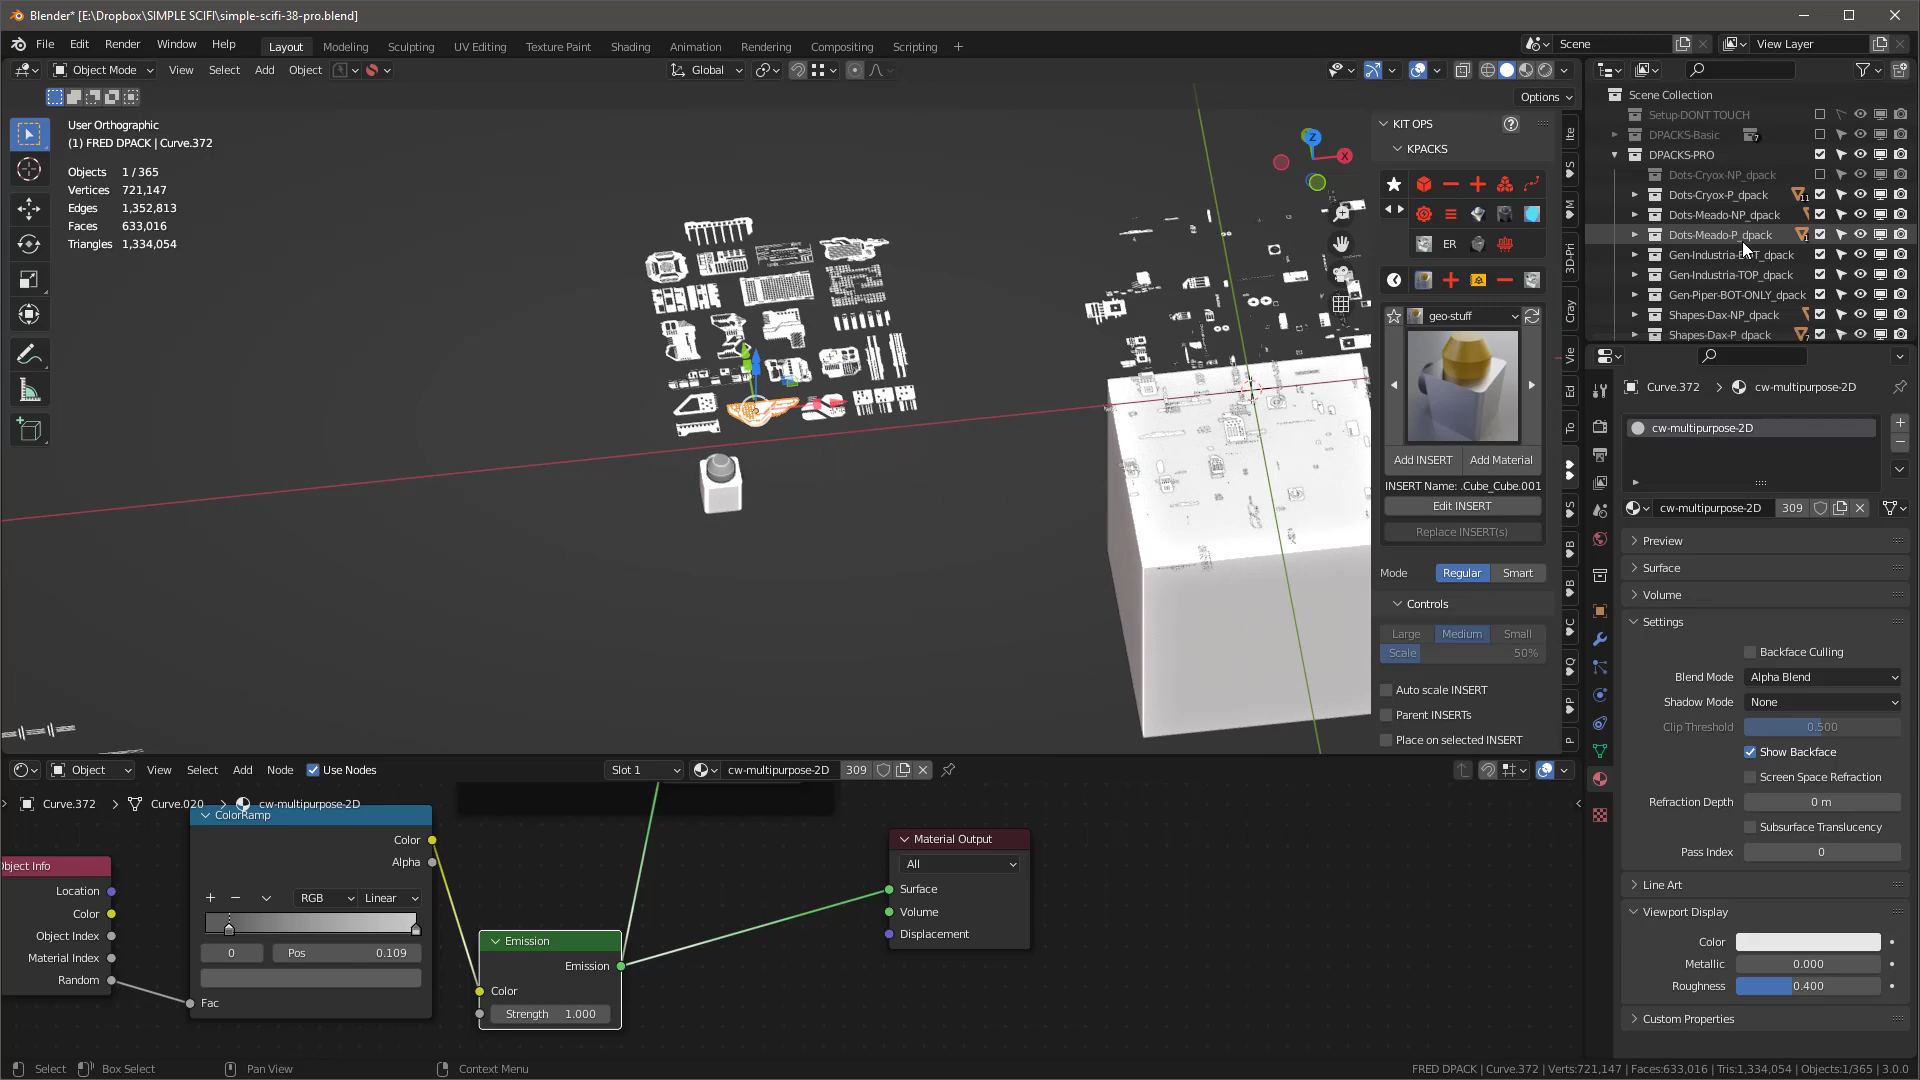 Blender* [E:\Dropbox\SIMPLE SCIFI\simple-scifi-38-pro.blend]
File Edit Render Window Help Layout Modeling Sculpting UV Editing Texture Paint Shading Animation Rendering Compositing Scripting + Scene View Layer
Object Mode View Select Add Object Global
Options
User Orthographic
(1) FRED DPACK | Curve.372
Objects 1 / 365
Vertices 721,147
Edges 1,352,813
Faces 633,016
Triangles 1,334,054
Z
X
KIT OPS
KPACKS
ER
geo-stuff
Add INSERT Add Material
INSERT Name: .Cube_Cube.001
Edit INSERT
Replace INSERT(s)
Mode Regular Smart
Controls
Large Medium Small
Scale 50%
Auto scale INSERT
Parent INSERTs
Place on selected INSERT
Ite
S
M
3D-Pri
Cray
Vie
Ed
To
S
B
B
C
Q
P
P
Scene Collection
Setup-DONT TOUCH
DPACKS-Basic 7
DPACKS-PRO
Dots-Cryox-NP_dpack
Dots-Cryox-P_dpack 11
Dots-Meado-NP_dpack
Dots-Meado-P_dpack
Gen-Industria-BOT_dpack
Gen-Industria-TOP_dpack
Gen-Piper-BOT-ONLY_dpack
Shapes-Dax-NP_dpack
Shapes-Dax-P_dpack
Curve.372 > cw-multipurpose-2D
cw-multipurpose-2D
cw-multipurpose-2D 309
Preview
Surface
Volume
Settings
Backface Culling
Blend Mode Alpha Blend
Shadow Mode None
Clip Threshold 0.500
Show Backface
Screen Space Refraction
Refraction Depth 0 m
Subsurface Translucency
Pass Index 0
Line Art
Viewport Display
Color
Metallic 0.000
Roughness 0.400
Custom Properties
Object View Select Add Node Use Nodes Slot 1 cw-multipurpose-2D 309
Curve.372 > Curve.020 > cw-multipurpose-2D
Object Info
Location
Color
Object Index
Material Index
Random
ColorRamp
Color
Alpha
RGB Linear
0 Pos 0.109
Fac
Emission
Emission
Color
Strength 1.000
Material Output
All
Surface
Volume
Displacement
Select Box Select Pan View Context Menu FRED DPACK | Curve.372 | Verts:721,147 | Faces:633,016 | Tris:1,334,054 | Objects:1/365 | 3.0.0